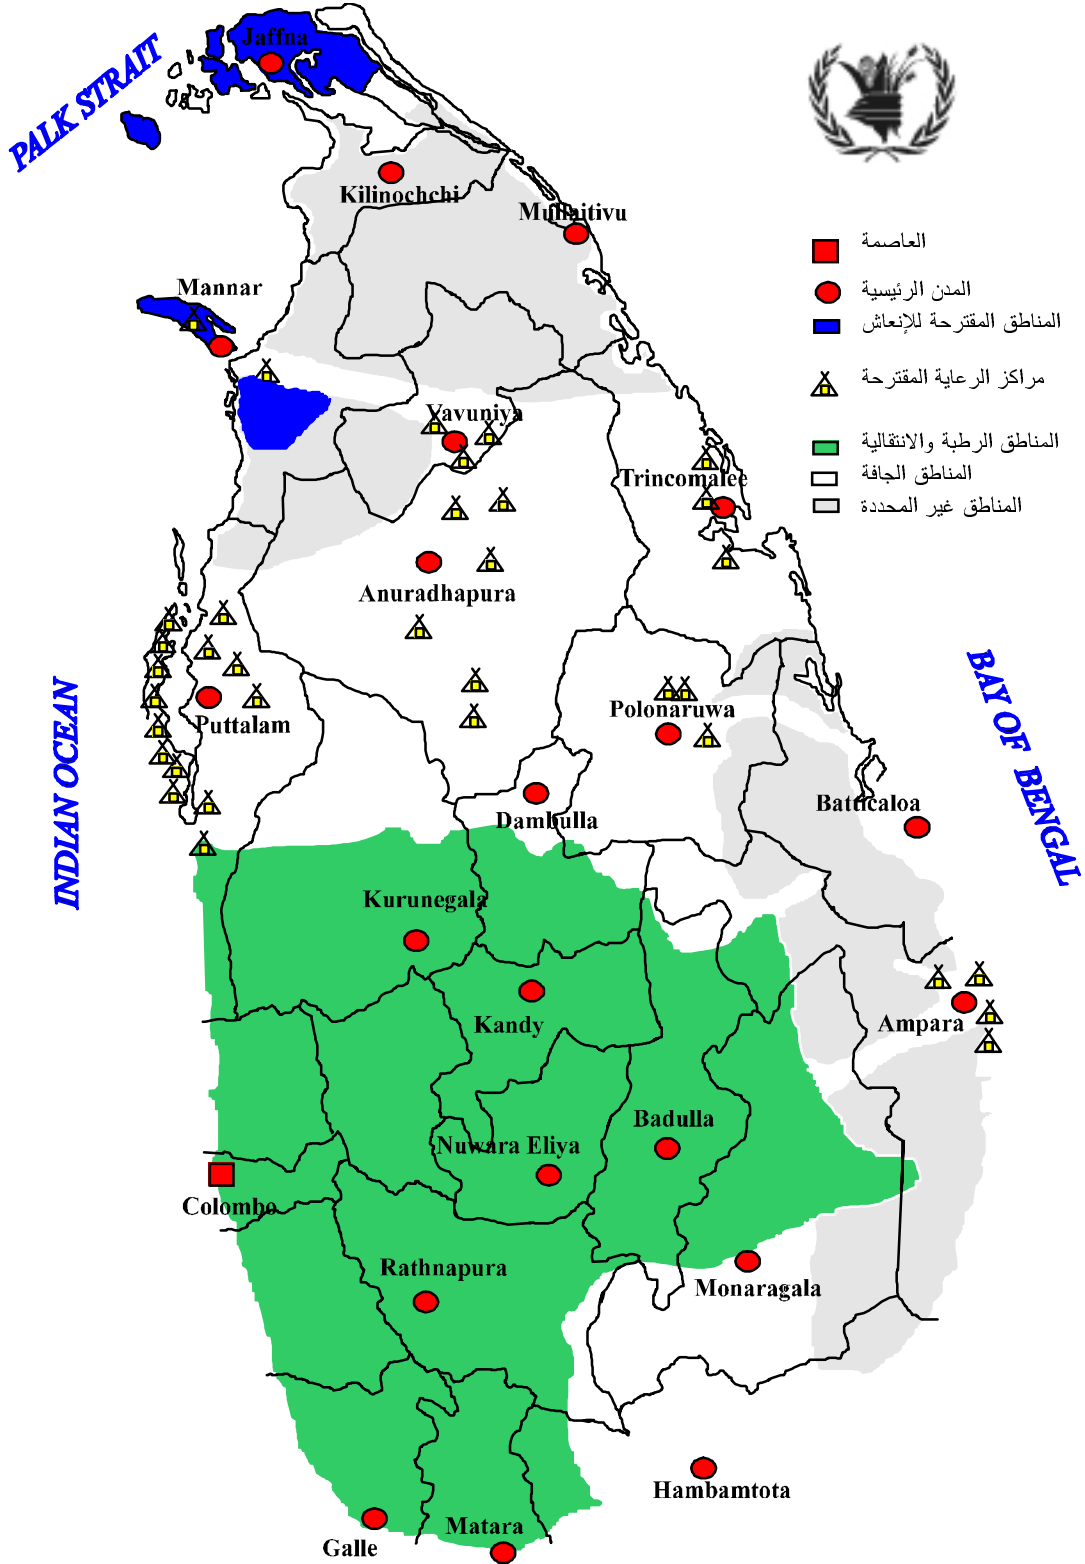 Jaffna
PALK STRAIT
Kilinochchi
Mullaitivu
العاصمة
Mannar
المدن الرئيسية
المناطق المقترحة للإنعاش
مراكز الرعاية المقترحة
Vavuniya
المناطق الرطبة والانتقالية
Trincomalee
المناطق الجافة
المناطق غير المحددة
Anuradhapura
BAY OF BENGAL
INDIAN OCEAN
Polonaruwa
Puttalam
Batticaloa
Dambulla
Kurunegala
Kandy
Ampara
Badulla
Nuwara Eliya
Colombo
Rathnapura
Monaragala
Hambamtota
Matara
Galle